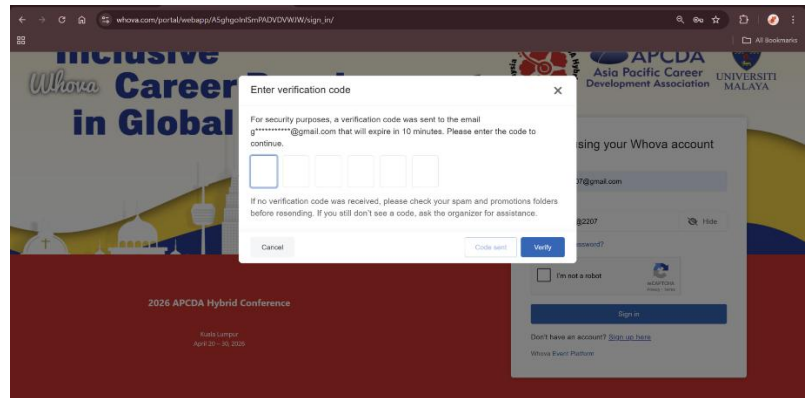 whova.com/portal/webapp/A5ghgoInISmPADVDVWJW/sign_in/
All Bookmarks
Inclusive
Whova Career
in Global
APCDA
Asia Pacific Career
Development Association
UNIVERSITI
MALAYA
Enter verification code
For security purposes, a verification code was sent to the email
g***********@gmail.com that will expire in 10 minutes. Please enter the code to
continue.
If no verification code was received, please check your spam and promotions folders
before resending. If you still don't see a code, ask the organizer for assistance.
Cancel
Code sent
Verify
using your Whova account
07@gmail.com
@2207
Hide
password?
I'm not a robot
reCAPTCHA
Privacy - Terms
Sign in
Don't have an account? Sign up here
Whova Event Platform
2026 APCDA Hybrid Conference
Kuala Lumpur
April 20 – 30, 2026